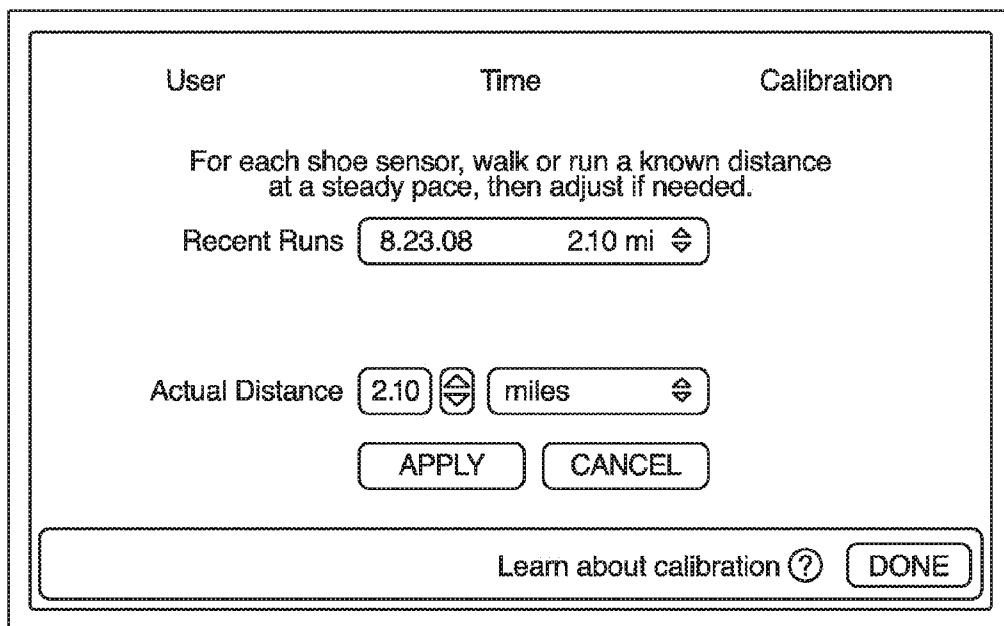 User Time Calibration
For each shoe sensor, walk or run a known distance
at a steady pace, then adjust if needed.
Recent Runs 8.23.08 2.10 mi
Actual Distance 2.10 miles
APPLY CANCEL
Learn about calibration ? DONE